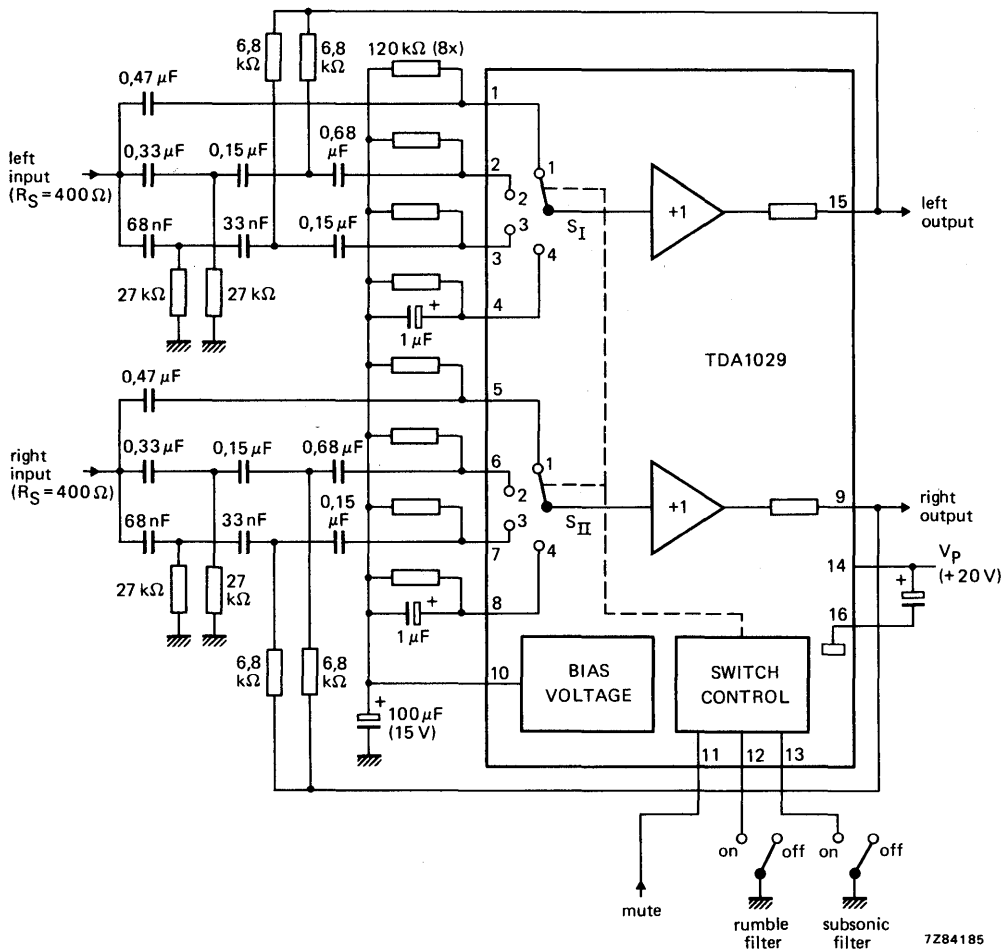 6,8
kΩ
6,8
kΩ
120 kΩ (8x)
0,47 μF
1
0,33 μF
0,15 μF
0,68
μF
2
left
input
(RS = 400 Ω)
1
2
3
4
SI
+1
15
left
output
68 nF
33 nF
0,15 μF
3
27 kΩ
27 kΩ
4
+
1 μF
TDA1029
0,47 μF
5
0,33 μF
0,15 μF
0,68 μF
6
right
input
(RS = 400 Ω)
1
2
3
4
SII
+1
9
right
output
68 nF
33 nF
0,15
μF
7
VP
(+20 V)
14
+
16
27 kΩ
27
kΩ
8
+
1 μF
6,8
kΩ
6,8
kΩ
10
BIAS
VOLTAGE
SWITCH
CONTROL
+
100 μF
(15 V)
11
12
13
on
off
on
off
mute
rumble
filter
subsonic
filter
7Z84185